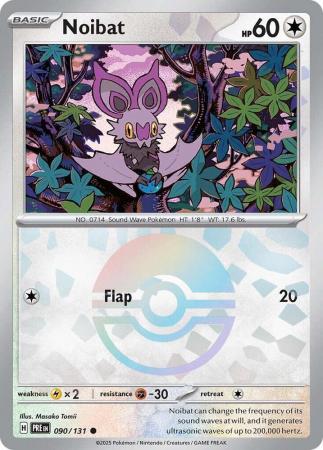 BASIC
Noibat
HP 60
NO. 0714 Sound Wave Pokémon HT: 1'8" WT: 17.6 lbs.
Flap 20
weakness ×2 resistance -30 retreat
Illus. Masako Tomii
H PRE EN 090/131
Noibat can change the frequency of its
sound waves at will, and it generates
ultrasonic waves of up to 200,000 hertz.
©2025 Pokémon / Nintendo / Creatures / GAME FREAK